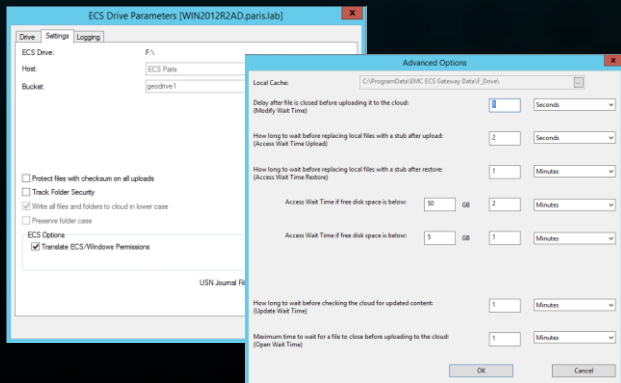 ECS Drive Parameters [WIN2012R2AD.paris.lab]
Drive Settings Logging
ECS Drive: F:\
Host: ECS Paris
Bucket: geodrive1
Protect files with checksum on all uploads
Track Folder Security
Write all files and folders to cloud in lower case
Preserve folder case
ECS Options
Translate ECS/Windows Permissions
USN Journal Fil
Advanced Options
x
Local Cache: C:\ProgramData\EMC ECS Gateway Data\F_Drive\ ...
Delay after file is closed before uploading it to the cloud: Seconds
(Modify Wait Time)
How long to wait before replacing local files with a stub after upload: 2 Seconds
(Access Wait Time Upload)
How long to wait before replacing local files with a stub after restore: 1 Minutes
(Access Wait Time Restore)
Access Wait Time if free disk space is below: 50 GB 2 Minutes
Access Wait Time if free disk space is below: 5 GB 1 Minutes
How long to wait before checking the cloud for updated content: 1 Minutes
(Update Wait Time)
Maximum time to wait for a file to close before uploading to the cloud: 1 Minutes
(Open Wait Time)
OK Cancel